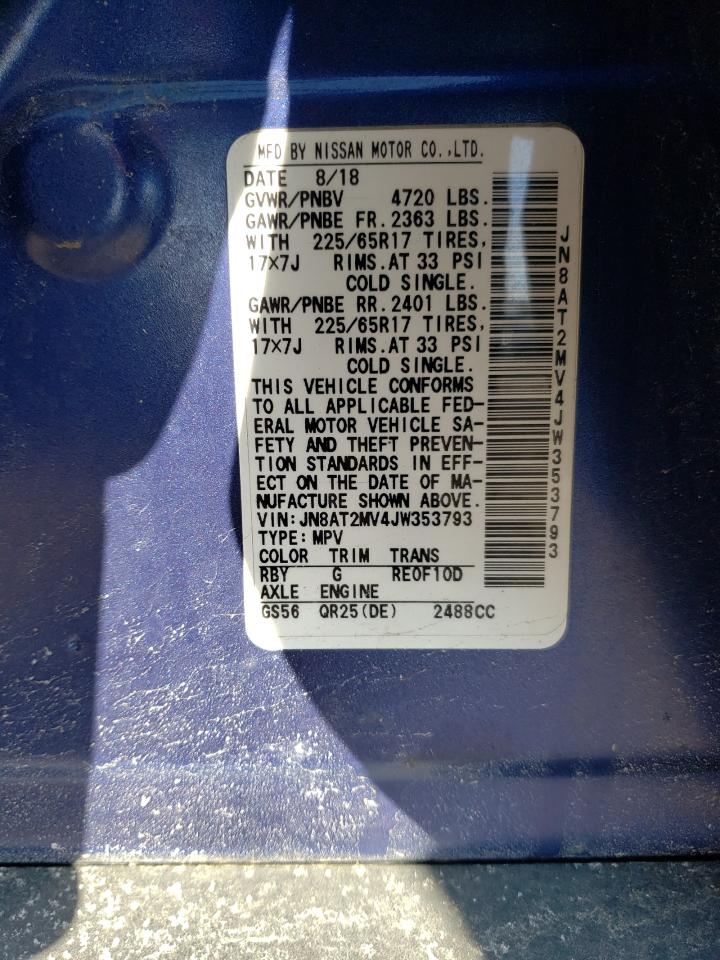 MFD BY NISSAN MOTOR CO.,LTD.
DATE 8/18
GVWR/PNBV 4720 LBS.
GAWR/PNBE FR.2363 LBS.
WITH 225/65R17 TIRES,
17×7J RIMS.AT 33 PSI
COLD SINGLE.
GAWR/PNBE RR.2401 LBS.
WITH 225/65R17 TIRES,
17×7J RIMS.AT 33 PSI
COLD SINGLE.
THIS VEHICLE CONFORMS
TO ALL APPLICABLE FED-
ERAL MOTOR VEHICLE SA-
FETY AND THEFT PREVEN-
TION STANDARDS IN EFF-
ECT ON THE DATE OF MA-
NUFACTURE SHOWN ABOVE.
VIN:JN8AT2MV4JW353793
TYPE:MPV
COLOR TRIM TRANS
RBY G RE0F10D
AXLE ENGINE
GS56 QR25(DE) 2488CC
JN8AT2MV4JW353793